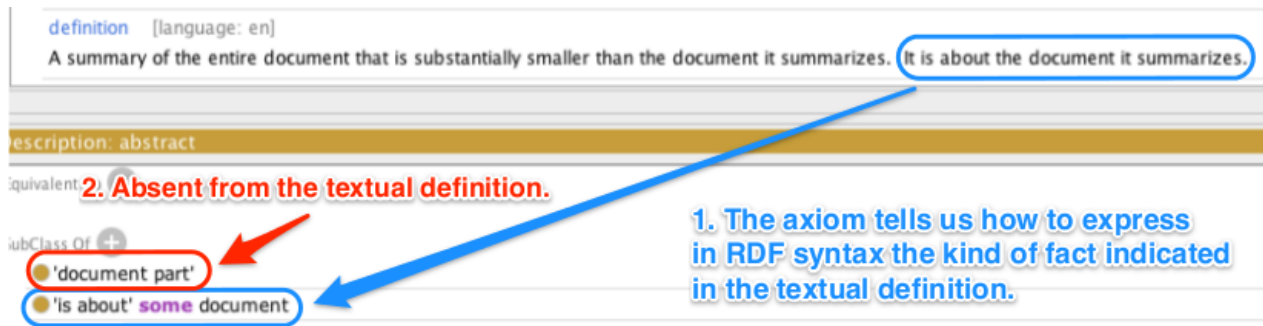 definition [language: en]
A summary of the entire document that is substantially smaller than the document it summarizes. It is about the document it summarizes.
escription: abstract
quivalent 2. Absent from the textual definition.
1. The axiom tells us how to express
in RDF syntax the kind of fact indicated
in the textual definition.
ubClass Of
'document part'
'is about' some document